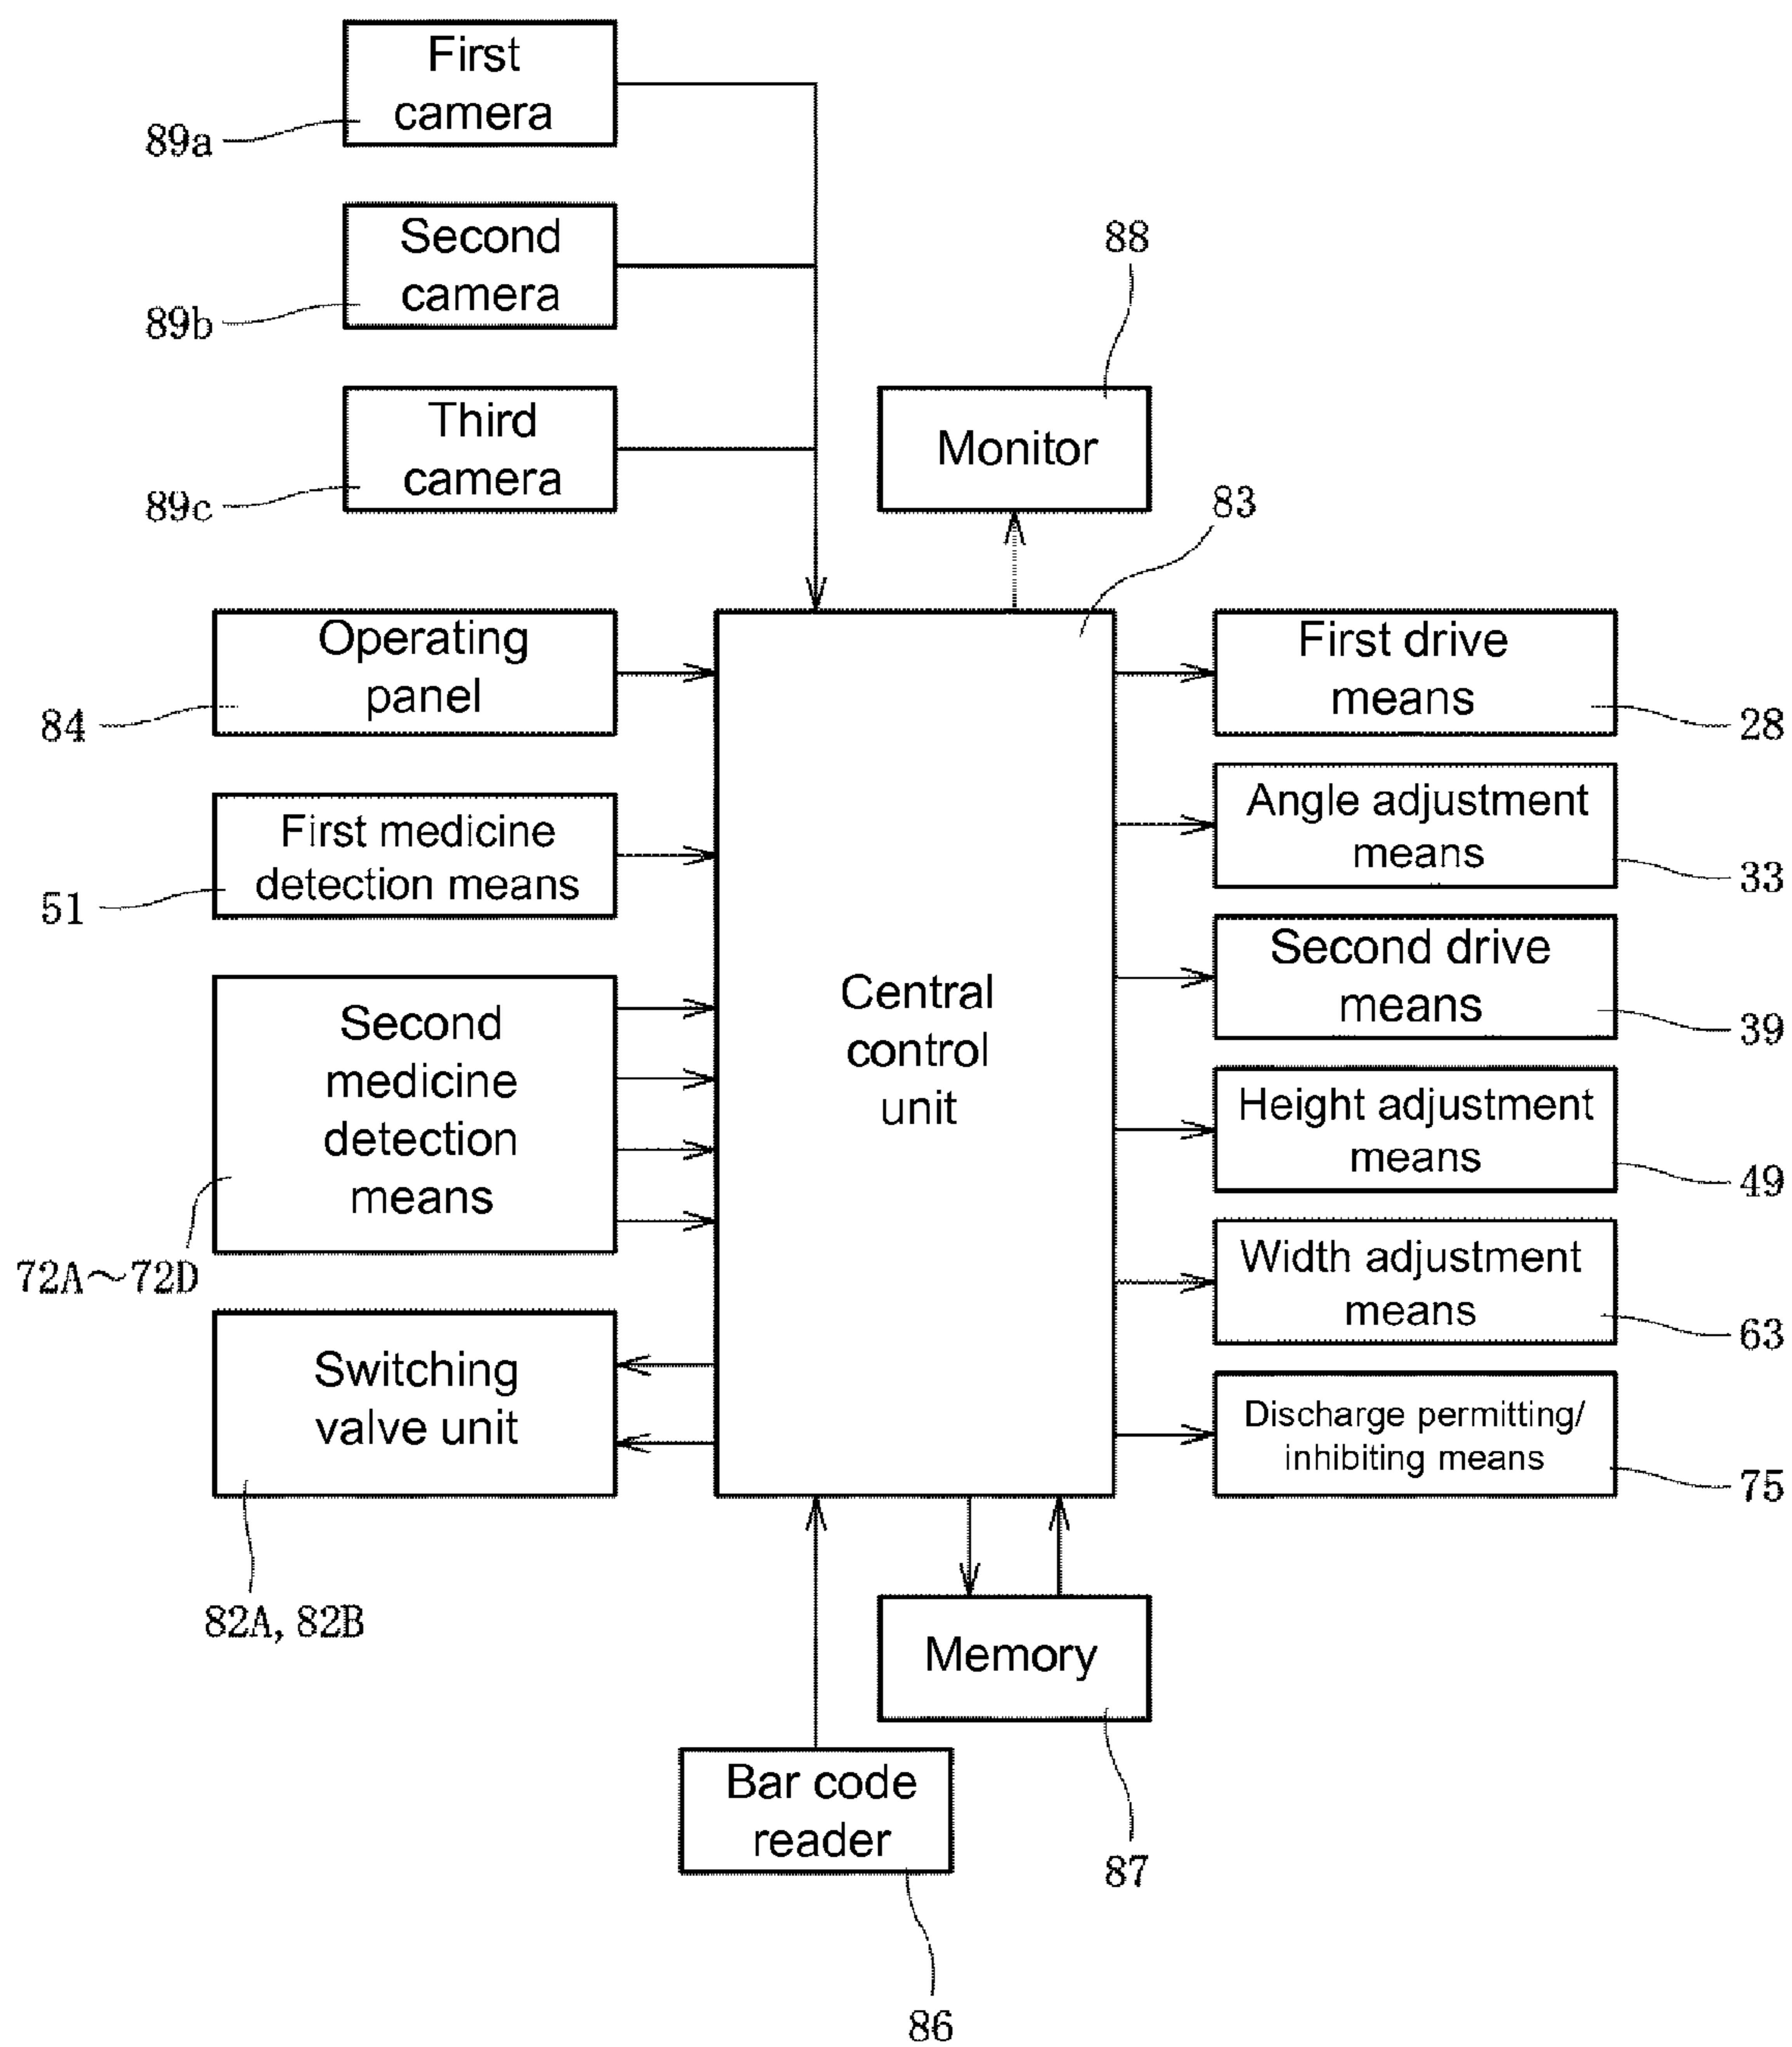 First
camera
89a
Second
camera
89b
Third
camera
89c
88
Monitor
83
Operating
panel
84
First medicine
detection means
51
Second
medicine
detection
means
72A～72D
Switching
valve unit
82A, 82B
Central
control
unit
First drive
means
28
Angle adjustment
means
33
Second drive
means
39
Height adjustment
means
49
Width adjustment
means
63
Discharge permitting/
inhibiting means
75
Memory
87
Bar code
reader
86